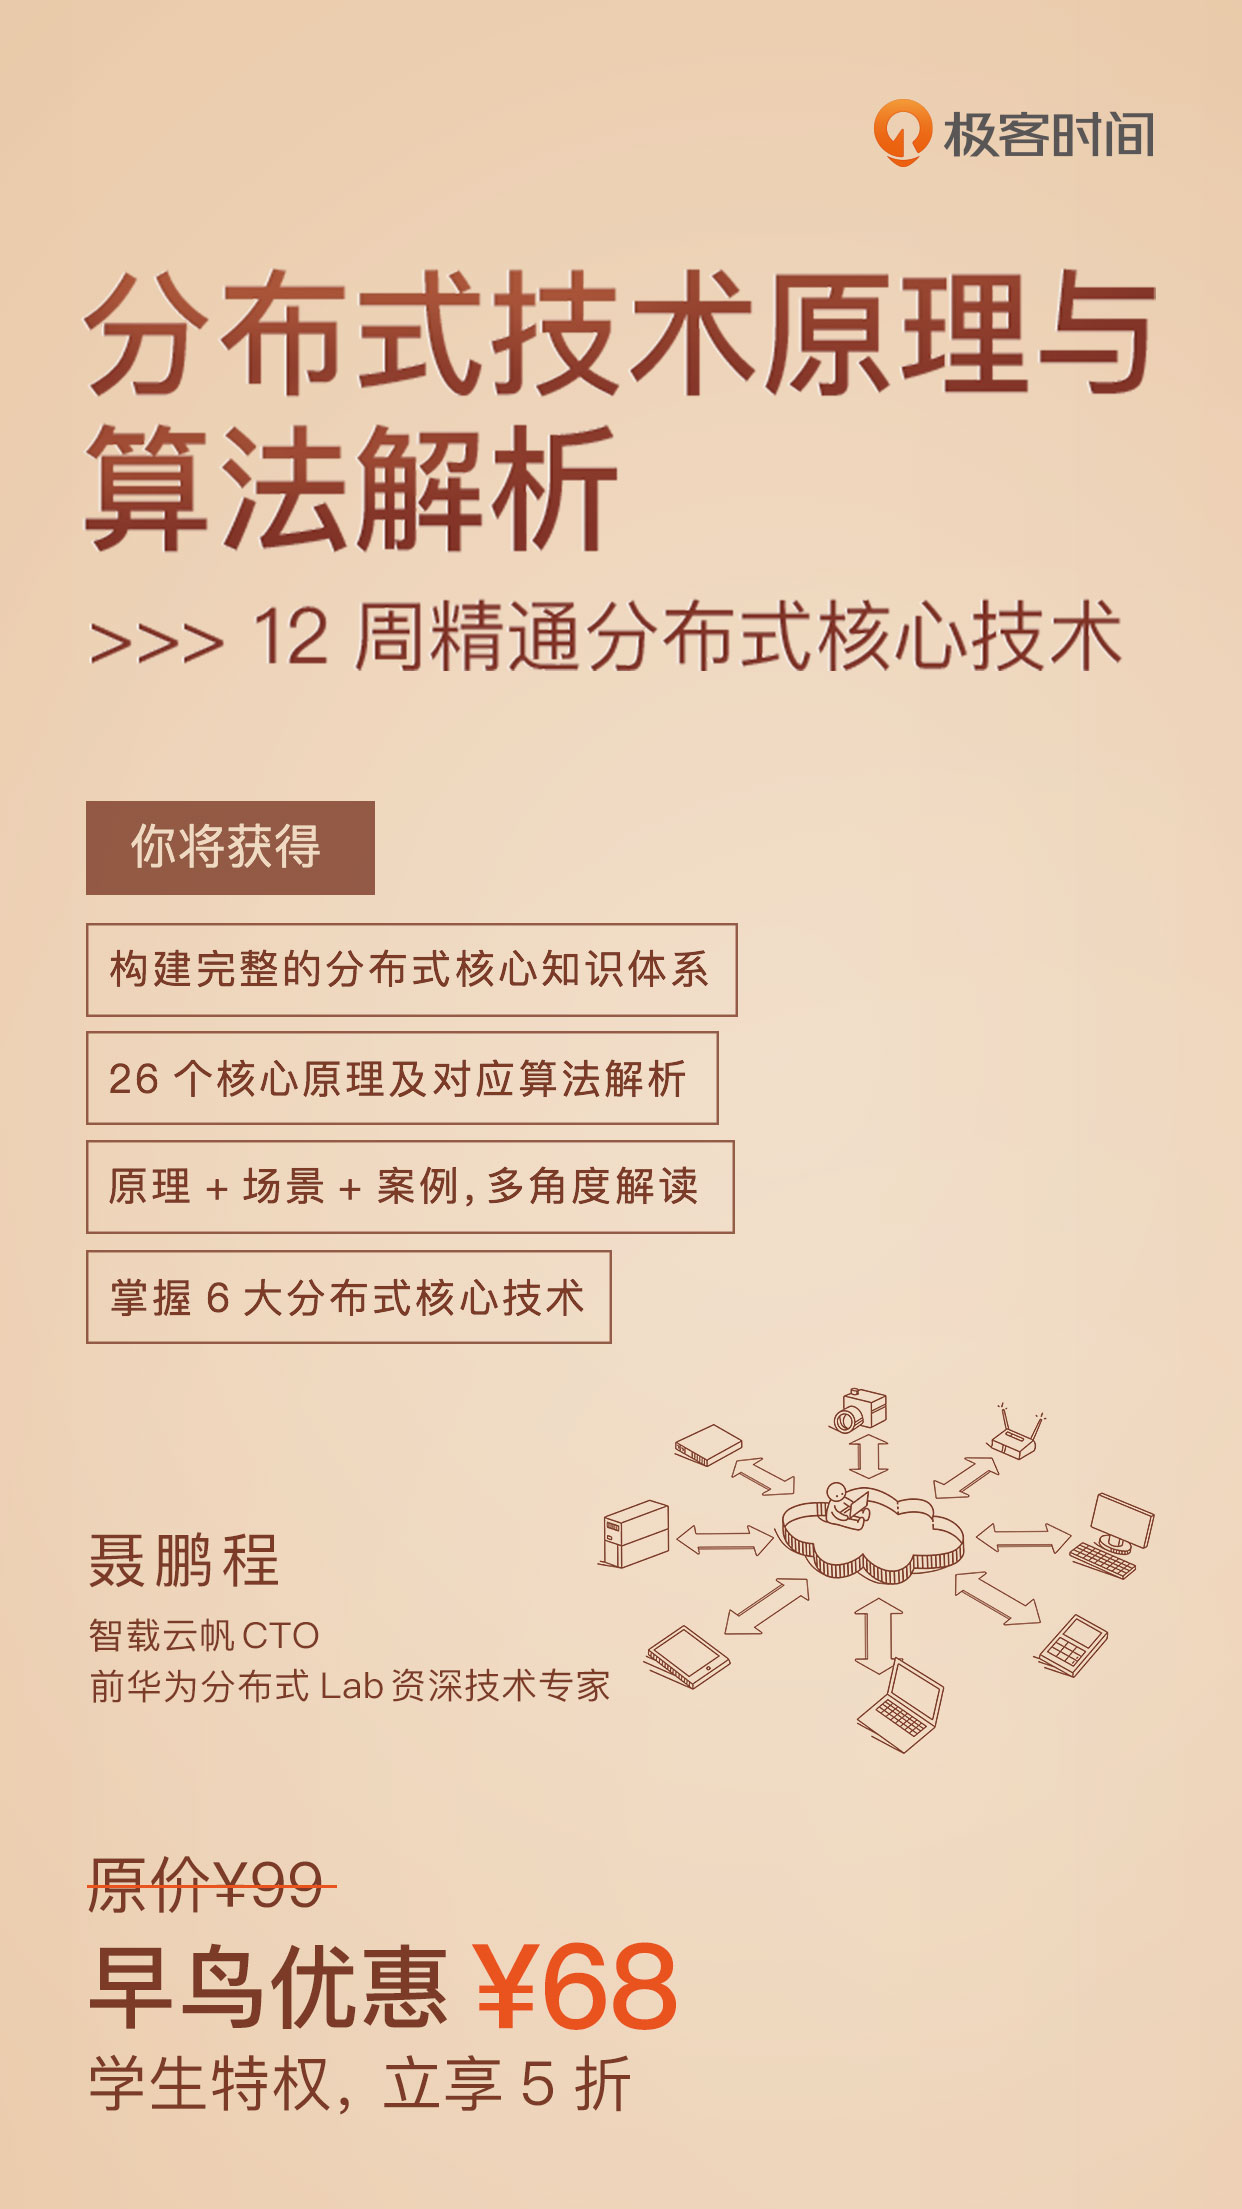 极客时间
分布式技术原理与
算法解析
>>> 12 周精通分布式核心技术
你将获得
构建完整的分布式核心知识体系
26 个核心原理及对应算法解析
原理 + 场景 + 案例, 多角度解读
掌握 6 大分布式核心技术
聂鹏程
智载云帆 CTO
前华为分布式 Lab 资深技术专家
原价¥99
早鸟优惠 ¥68
学生特权, 立享 5 折